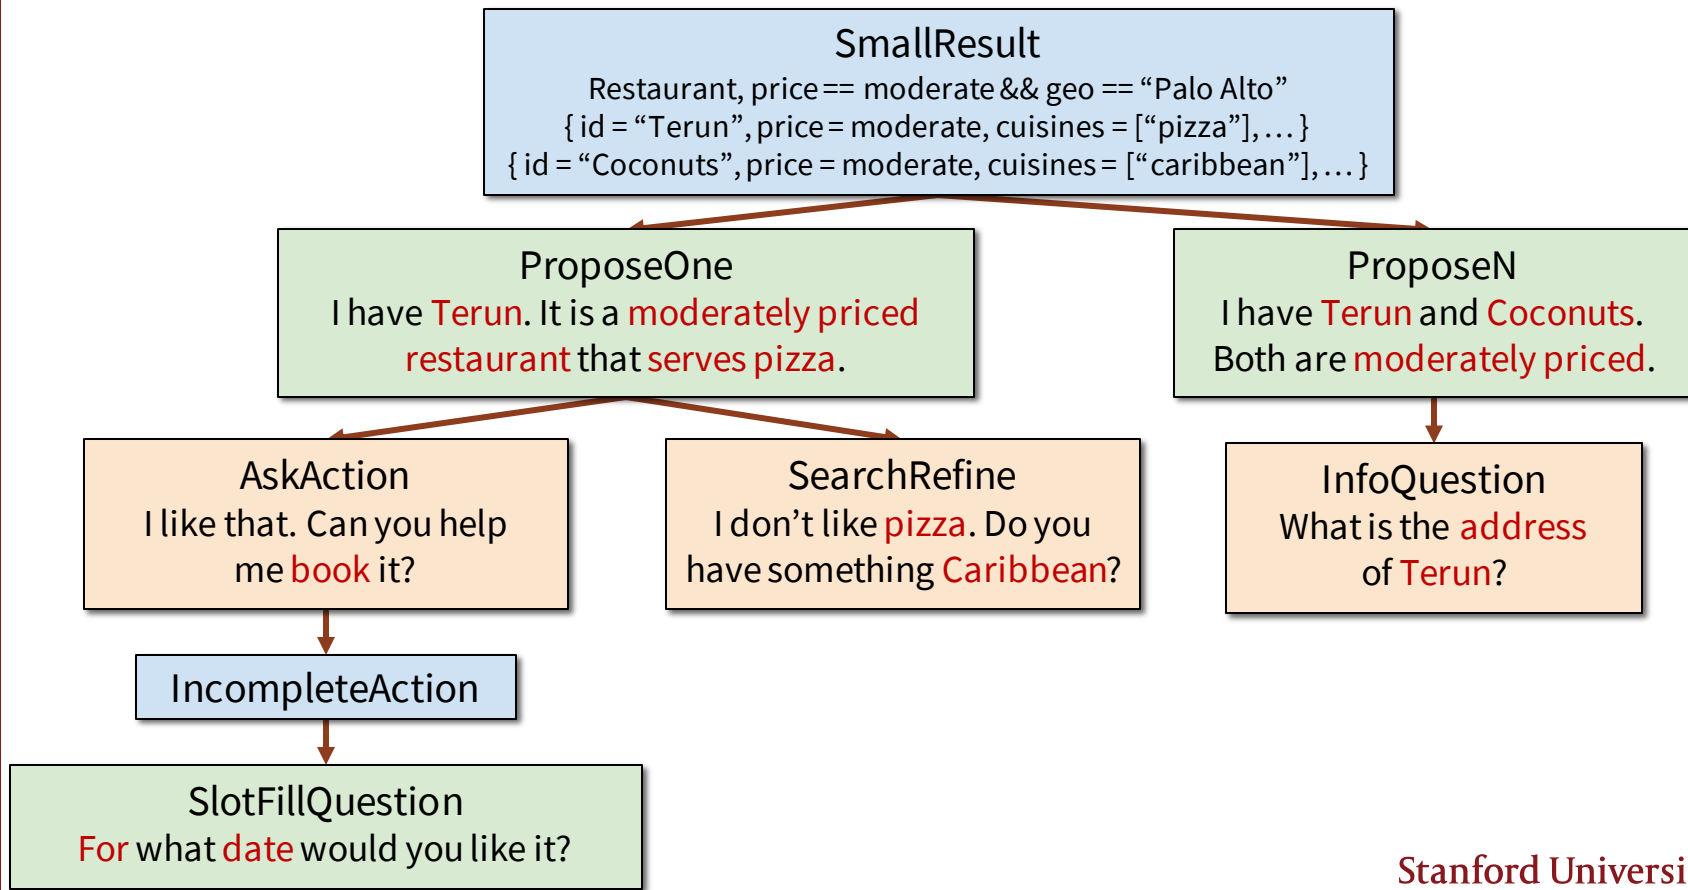 SmallResult
Restaurant, price == moderate && geo == “Palo Alto”
{ id = “Terun”, price = moderate, cuisines = [“pizza”], … }
{ id = “Coconuts”, price = moderate, cuisines = [“caribbean”], … }
ProposeOne
I have Terun. It is a moderately priced
restaurant that serves pizza.
ProposeN
I have Terun and Coconuts.
Both are moderately priced.
AskAction
I like that. Can you help
me book it?
SearchRefine
I don’t like pizza. Do you
have something Caribbean?
InfoQuestion
What is the address
of Terun?
IncompleteAction
SlotFillQuestion
For what date would you like it?
Stanford Universi